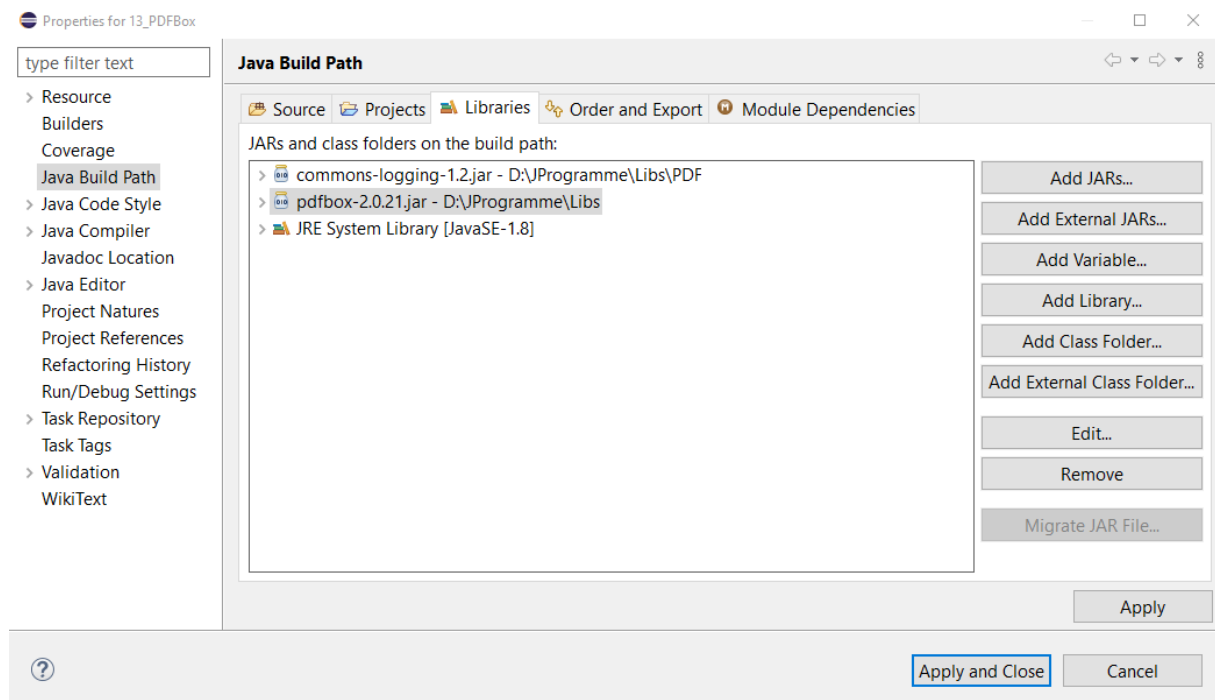 Properties for 13_PDFBox
type filter text
Resource
Builders
Coverage
Java Build Path
Java Code Style
Java Compiler
Javadoc Location
Java Editor
Project Natures
Project References
Refactoring History
Run/Debug Settings
Task Repository
Task Tags
Validation
WikiText
Java Build Path
Source Projects Libraries Order and Export Module Dependencies
JARs and class folders on the build path:
commons-logging-1.2.jar - D:\JProgramme\Libs\PDF
pdfbox-2.0.21.jar - D:\JProgramme\Libs
JRE System Library [JavaSE-1.8]
Add JARs...
Add External JARs...
Add Variable...
Add Library...
Add Class Folder...
Add External Class Folder...
Edit...
Remove
Migrate JAR File...
Apply
Apply and Close Cancel